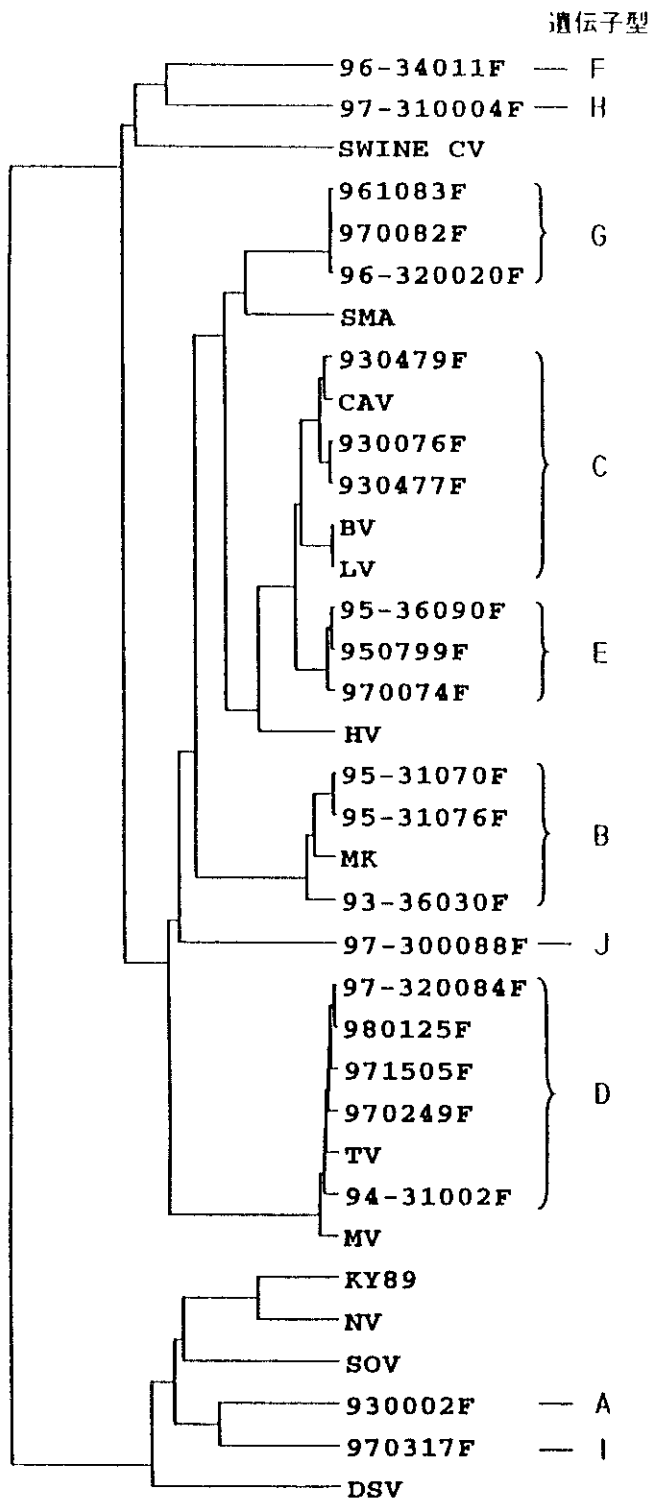 遺伝子型
96-34011F — F
97-310004F — H
SWINE CV
961083F
970082F
G
96-320020F
SMA
930479F
CAV
930076F
C
930477F
BV
LV
95-36090F
950799F
E
970074F
HV
95-31070F
95-31076F
B
MK
93-36030F
97-300088F — J
97-320084F
980125F
971505F
D
970249F
TV
94-31002F
MV
KY89
NV
SOV
930002F — A
970317F — I
DSV